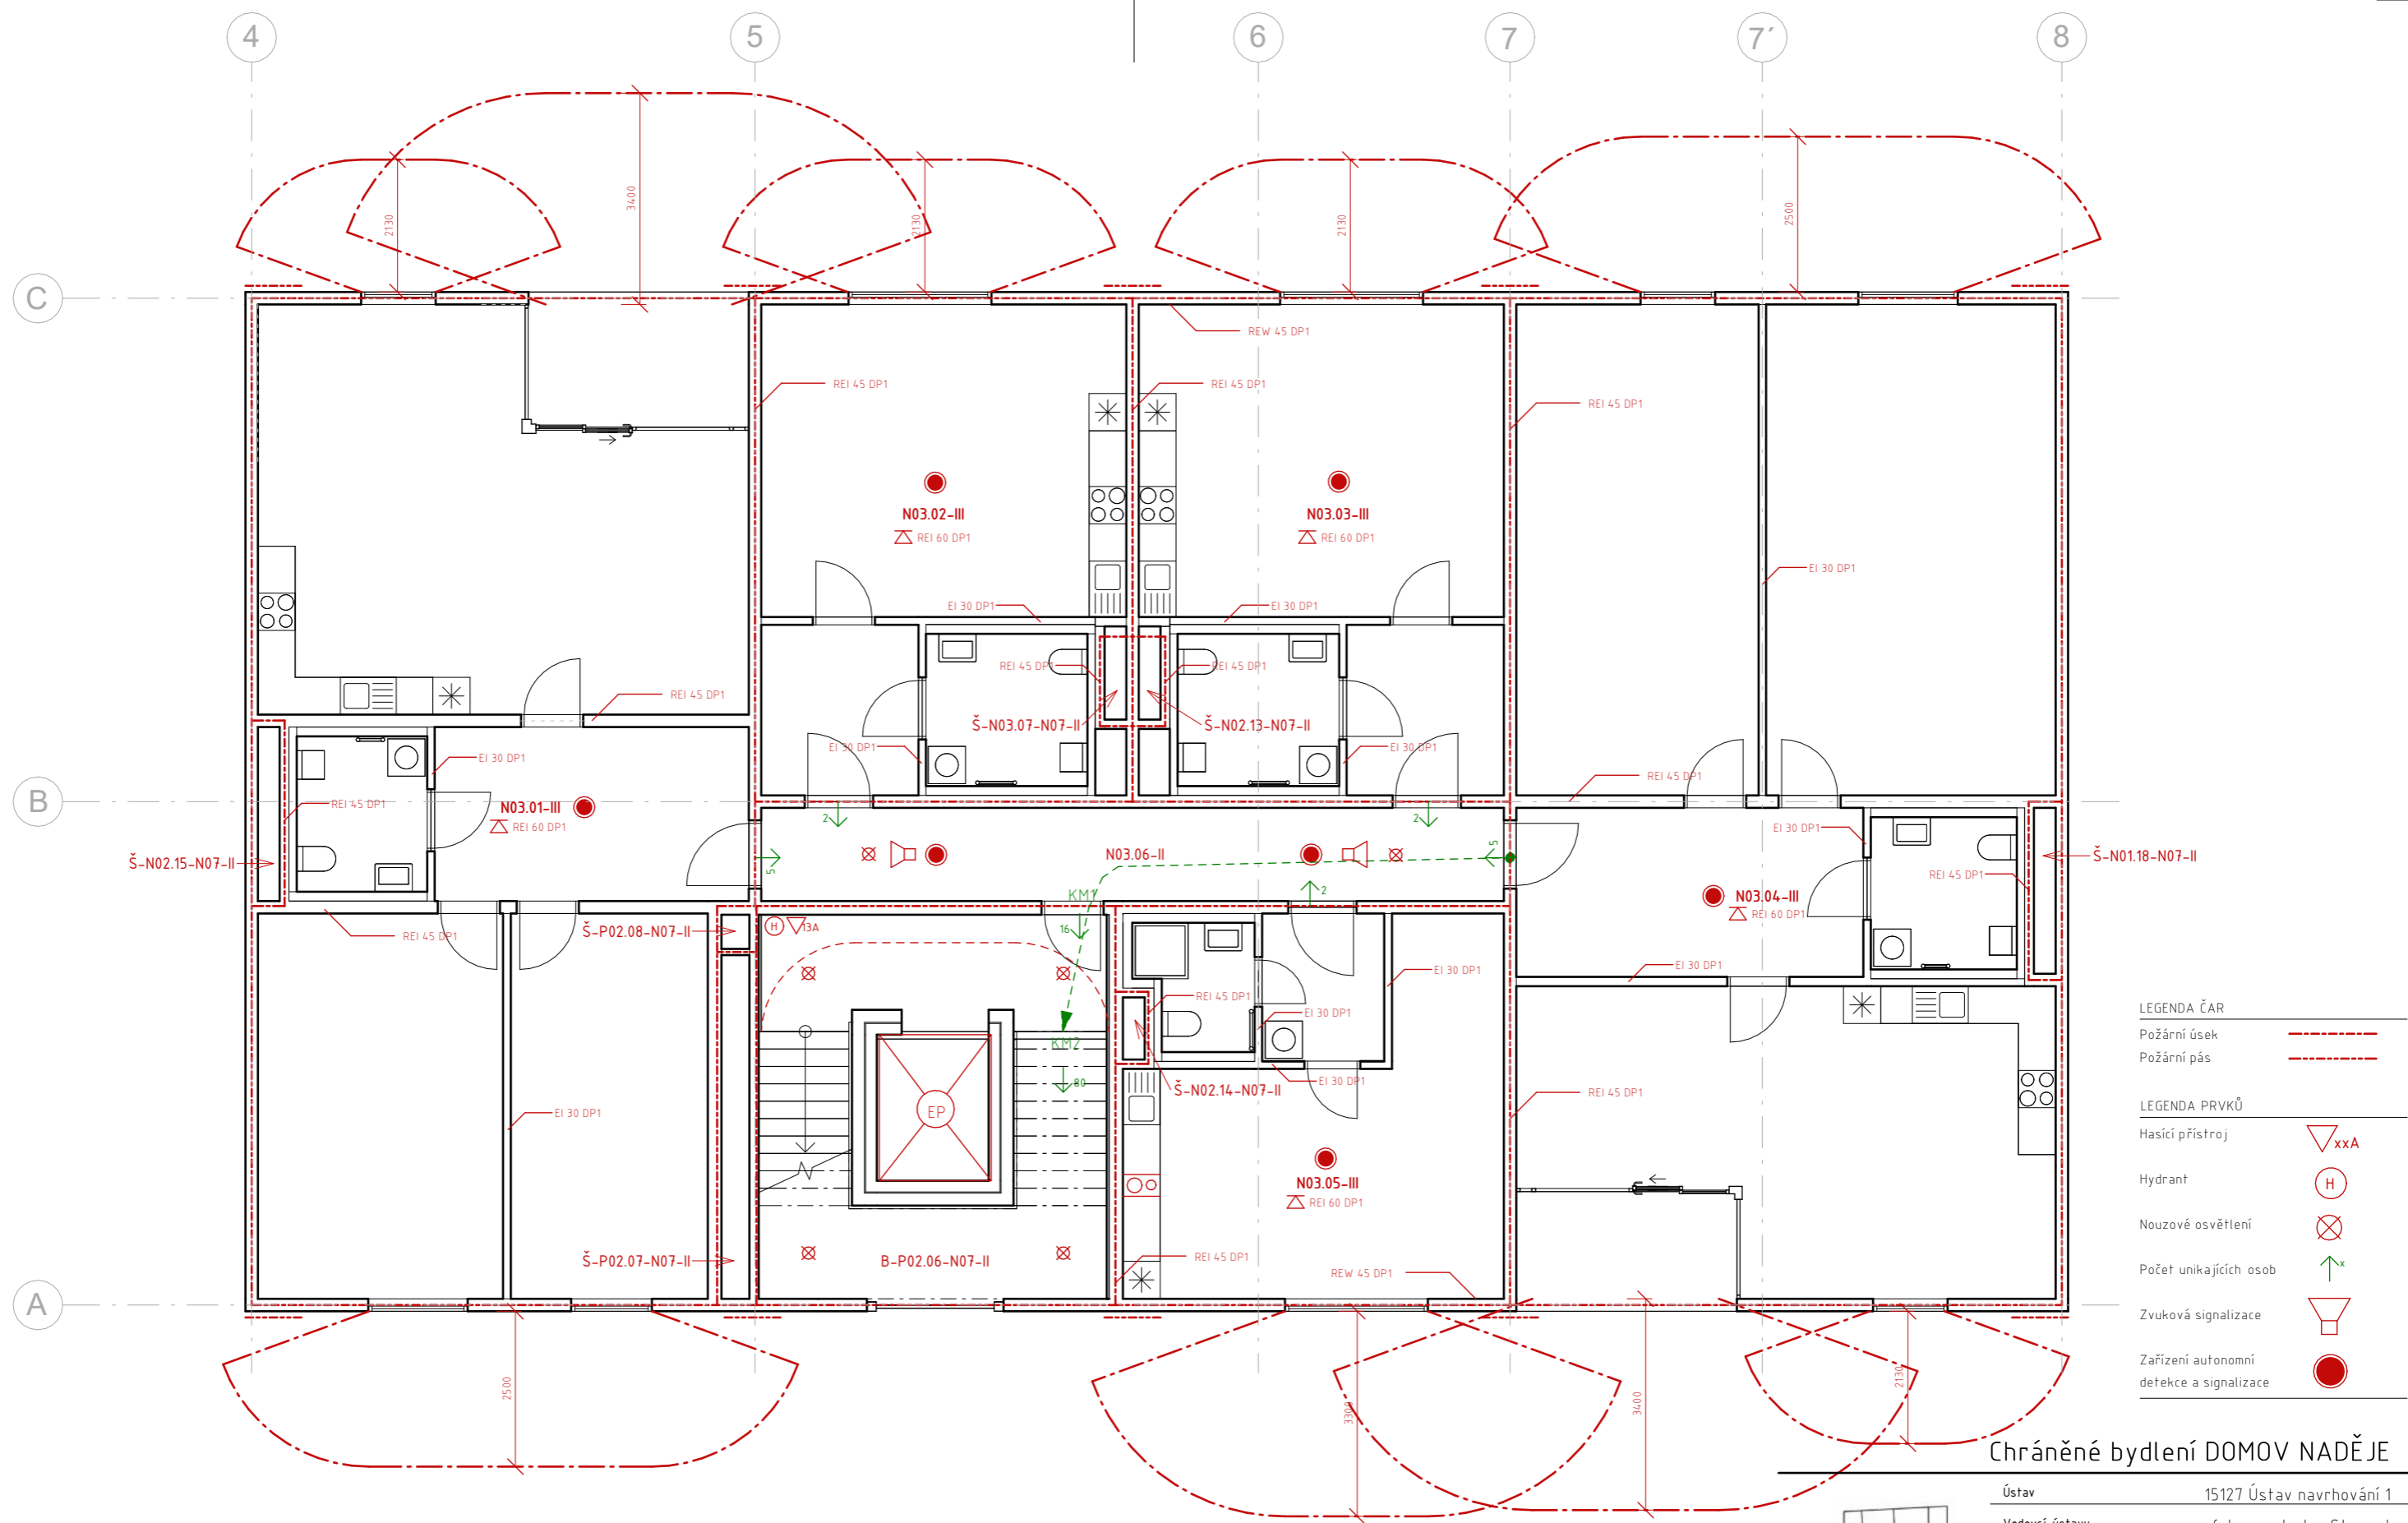 4 5 6 7 7´ 8
3400
2130 2130 2130 2500
C
REW 45 DP1
REI 45 DP1 REI 45 DP1
REI 45 DP1
N03.02-III N03.03-III
REI 60 DP1 REI 60 DP1
EI 30 DP1
EI 30 DP1 EI 30 DP1
REI 45 DP1 REI 45 DP1
REI 45 DP1
Š-N03.07-N07-II Š-N02.13-N07-II
EI 30 DP1 EI 30 DP1
EI 30 DP1
REI 45 DP1
B
REI 45 DP1 N03.01-III
REI 60 DP1
2 2
EI 30 DP1
Š-N02.15-N07-II
5 N03.06-II 5
Š-N01.18-N07-II
REI 45 DP1
KM1 2
N03.04-III
REI 60 DP1
REI 45 DP1
Š-P02.08-N07-II
H 13A
16
EI 30 DP1 EI 30 DP1
REI 45 DP1
EI 30 DP1
KM2
80
EI 30 DP1
Š-N02.14-N07-II
REI 45 DP1
EI 30 DP1
EP
N
N03.05-III
REI 60 DP1
Š-P02.07-N07-II
B-P02.06-N07-II
REI 45 DP1
REW 45 DP1
A
2500 3300 3400 2130
LEGENDA ČAR
Požární úsek
Požární pás
LEGENDA PRVKŮ
Hasící přístroj xxA
Hydrant H
Nouzové osvětlení
Počet unikajících osob x
Zvuková signalizace
Zařízení autonomní
detekce a signalizace
Chráněné bydlení DOMOV NADĚJE
Ústav 15127 Ústav navrhování 1